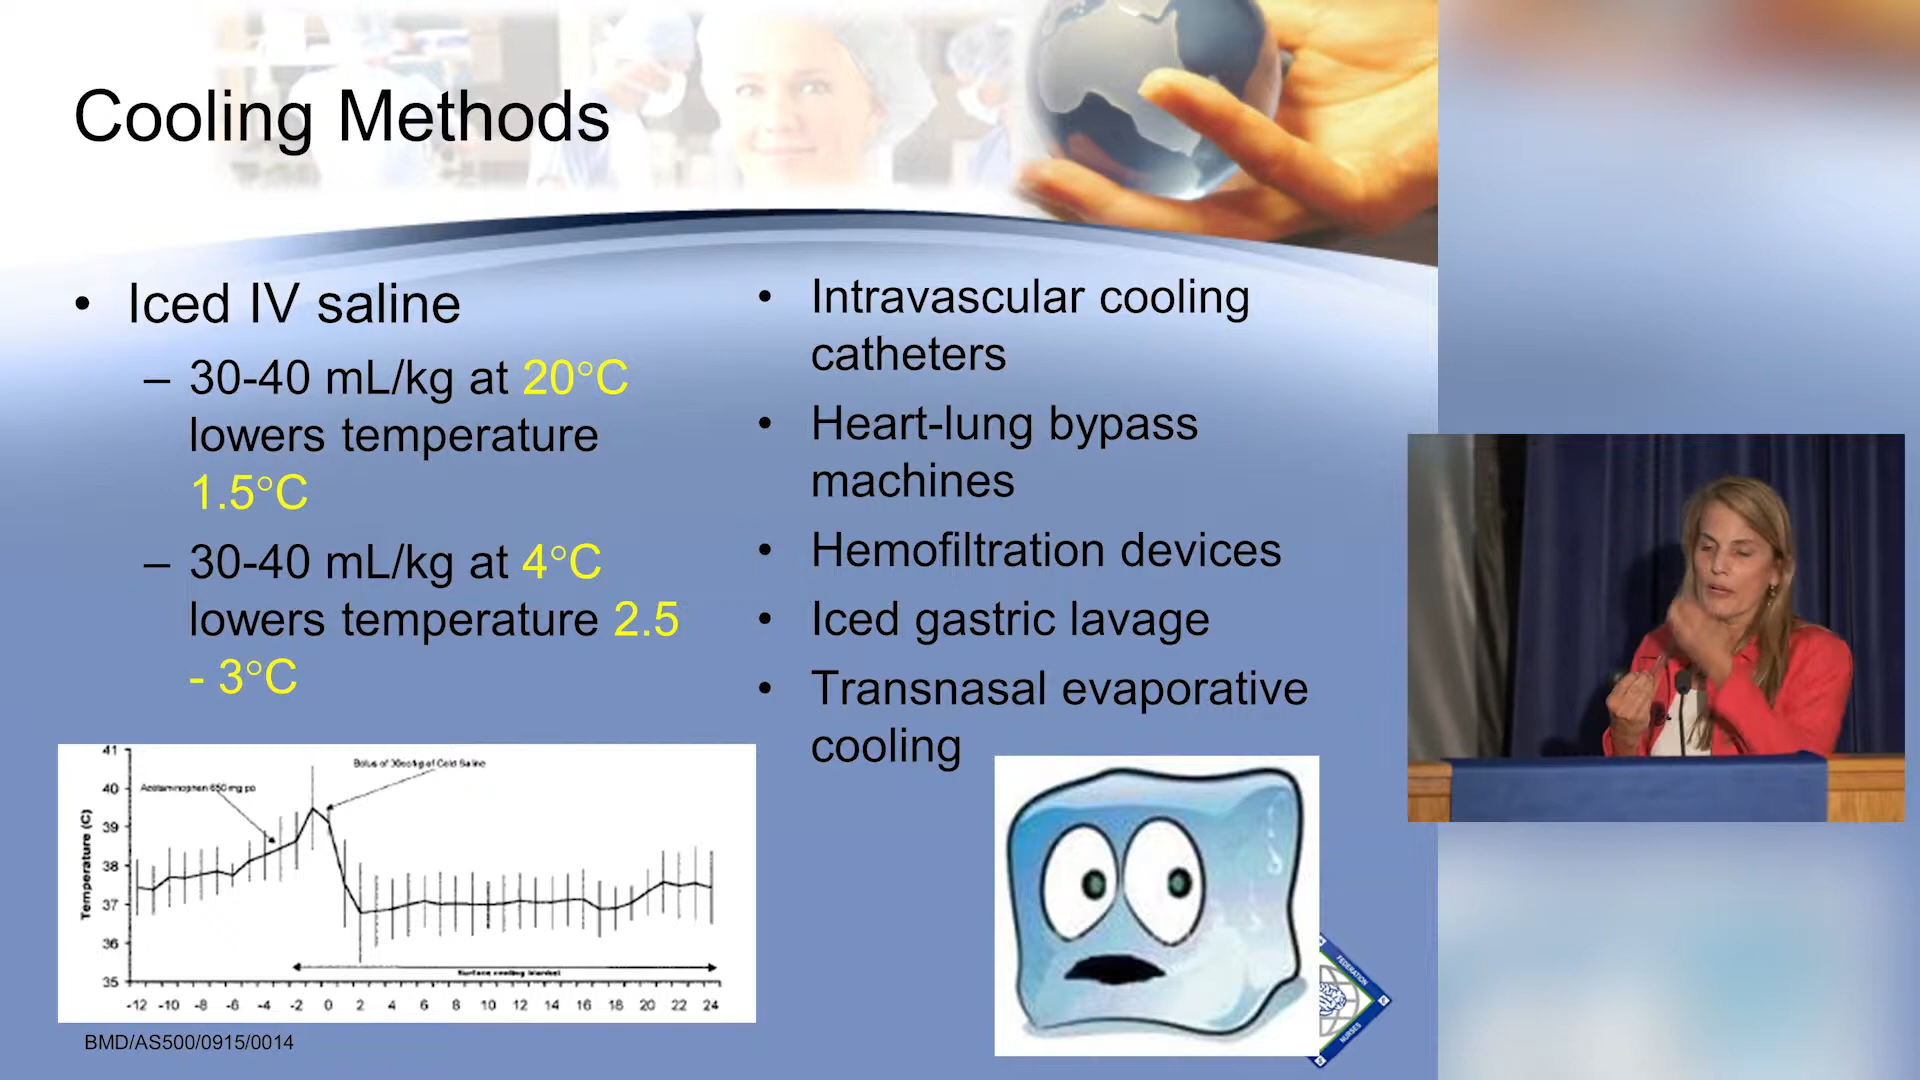 Cooling Methods
• Iced IV saline
– 30-40 mL/kg at 20°C
lowers temperature
1.5°C
– 30-40 mL/kg at 4°C
lowers temperature 2.5
- 3°C
• Intravascular cooling
catheters
• Heart-lung bypass
machines
• Hemofiltration devices
• Iced gastric lavage
• Transnasal evaporative
cooling
Bolus of 30cc/kg of Cold Saline
Acetaminophen 650 mg po
Temperature (C)
41
40
39
38
37
36
35
Surface cooling blanket
-12 -10 -8 -6 -4 -2 0 2 4 6 8 10 12 14 16 18 20 22 24
BMD/AS500/0915/0014
FEDERATION
NURSES